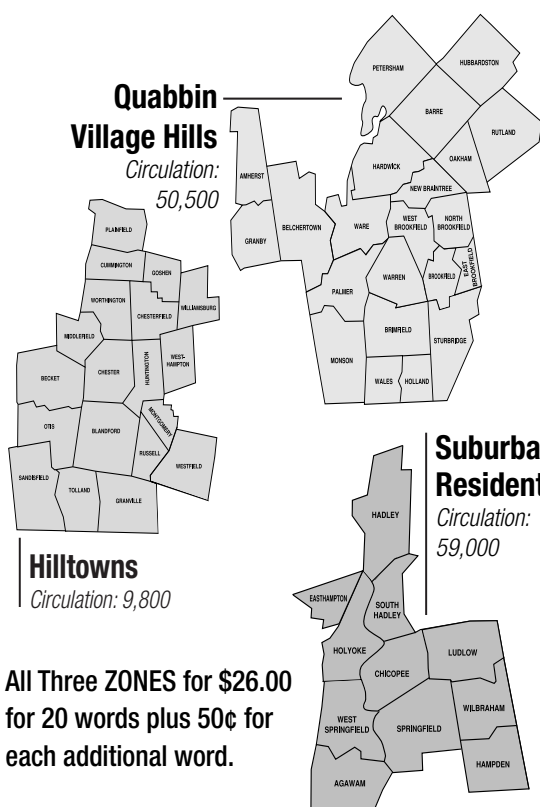 Quabbin
Village Hills
Circulation:
50,500
PETERSHAM
HUBBARDSTON
BARRE
RUTLAND
OAKHAM
HARDWICK
NEW BRAINTREE
AMHERST
BELCHERTOWN
GRANBY
WARE
WEST
BROOKFIELD
NORTH
BROOKFIELD
EAST
BROOKFIELD
BROOKFIELD
WARREN
PALMER
BRIMFIELD
STURBRIDGE
MONSON
WALES
HOLLAND
PLAINFIELD
CUMMINGTON
GOSHEN
WORTHINGTON
CHESTERFIELD
WILLIAMSBURG
MIDDLEFIELD
WEST-
HAMPTON
HUNTINGTON
CHESTER
BECKET
MONTGOMERY
OTIS
BLANDFORD
RUSSELL
WESTFIELD
SANDISFIELD
TOLLAND
GRANVILLE
Hilltowns
Circulation: 9,800
Suburba
Resident
Circulation:
59,000
HADLEY
EASTHAMPTON
SOUTH
HADLEY
HOLYOKE
CHICOPEE
LUDLOW
WEST
SPRINGFIELD
SPRINGFIELD
WILBRAHAM
HAMPDEN
AGAWAM
All Three ZONES for $26.00
for 20 words plus 50¢ for
each additional word.